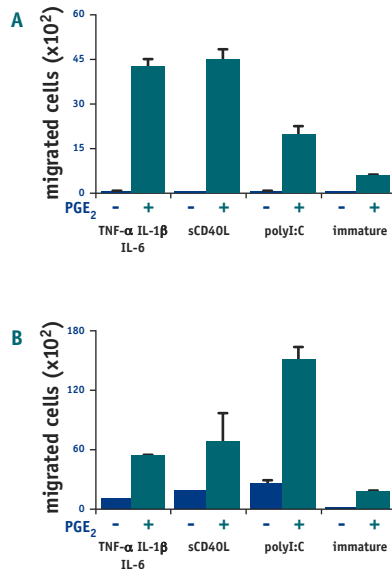 A
migrated cells (x10²)
60
45
30
15
0
PGE₂ - + - + - + - +
TNF-α IL-1β sCD40L polyI:C immature
IL-6
B
migrated cells (x10²)
180
120
60
0
PGE₂ - + - + - + - +
TNF-α IL-1β sCD40L polyI:C immature
IL-6